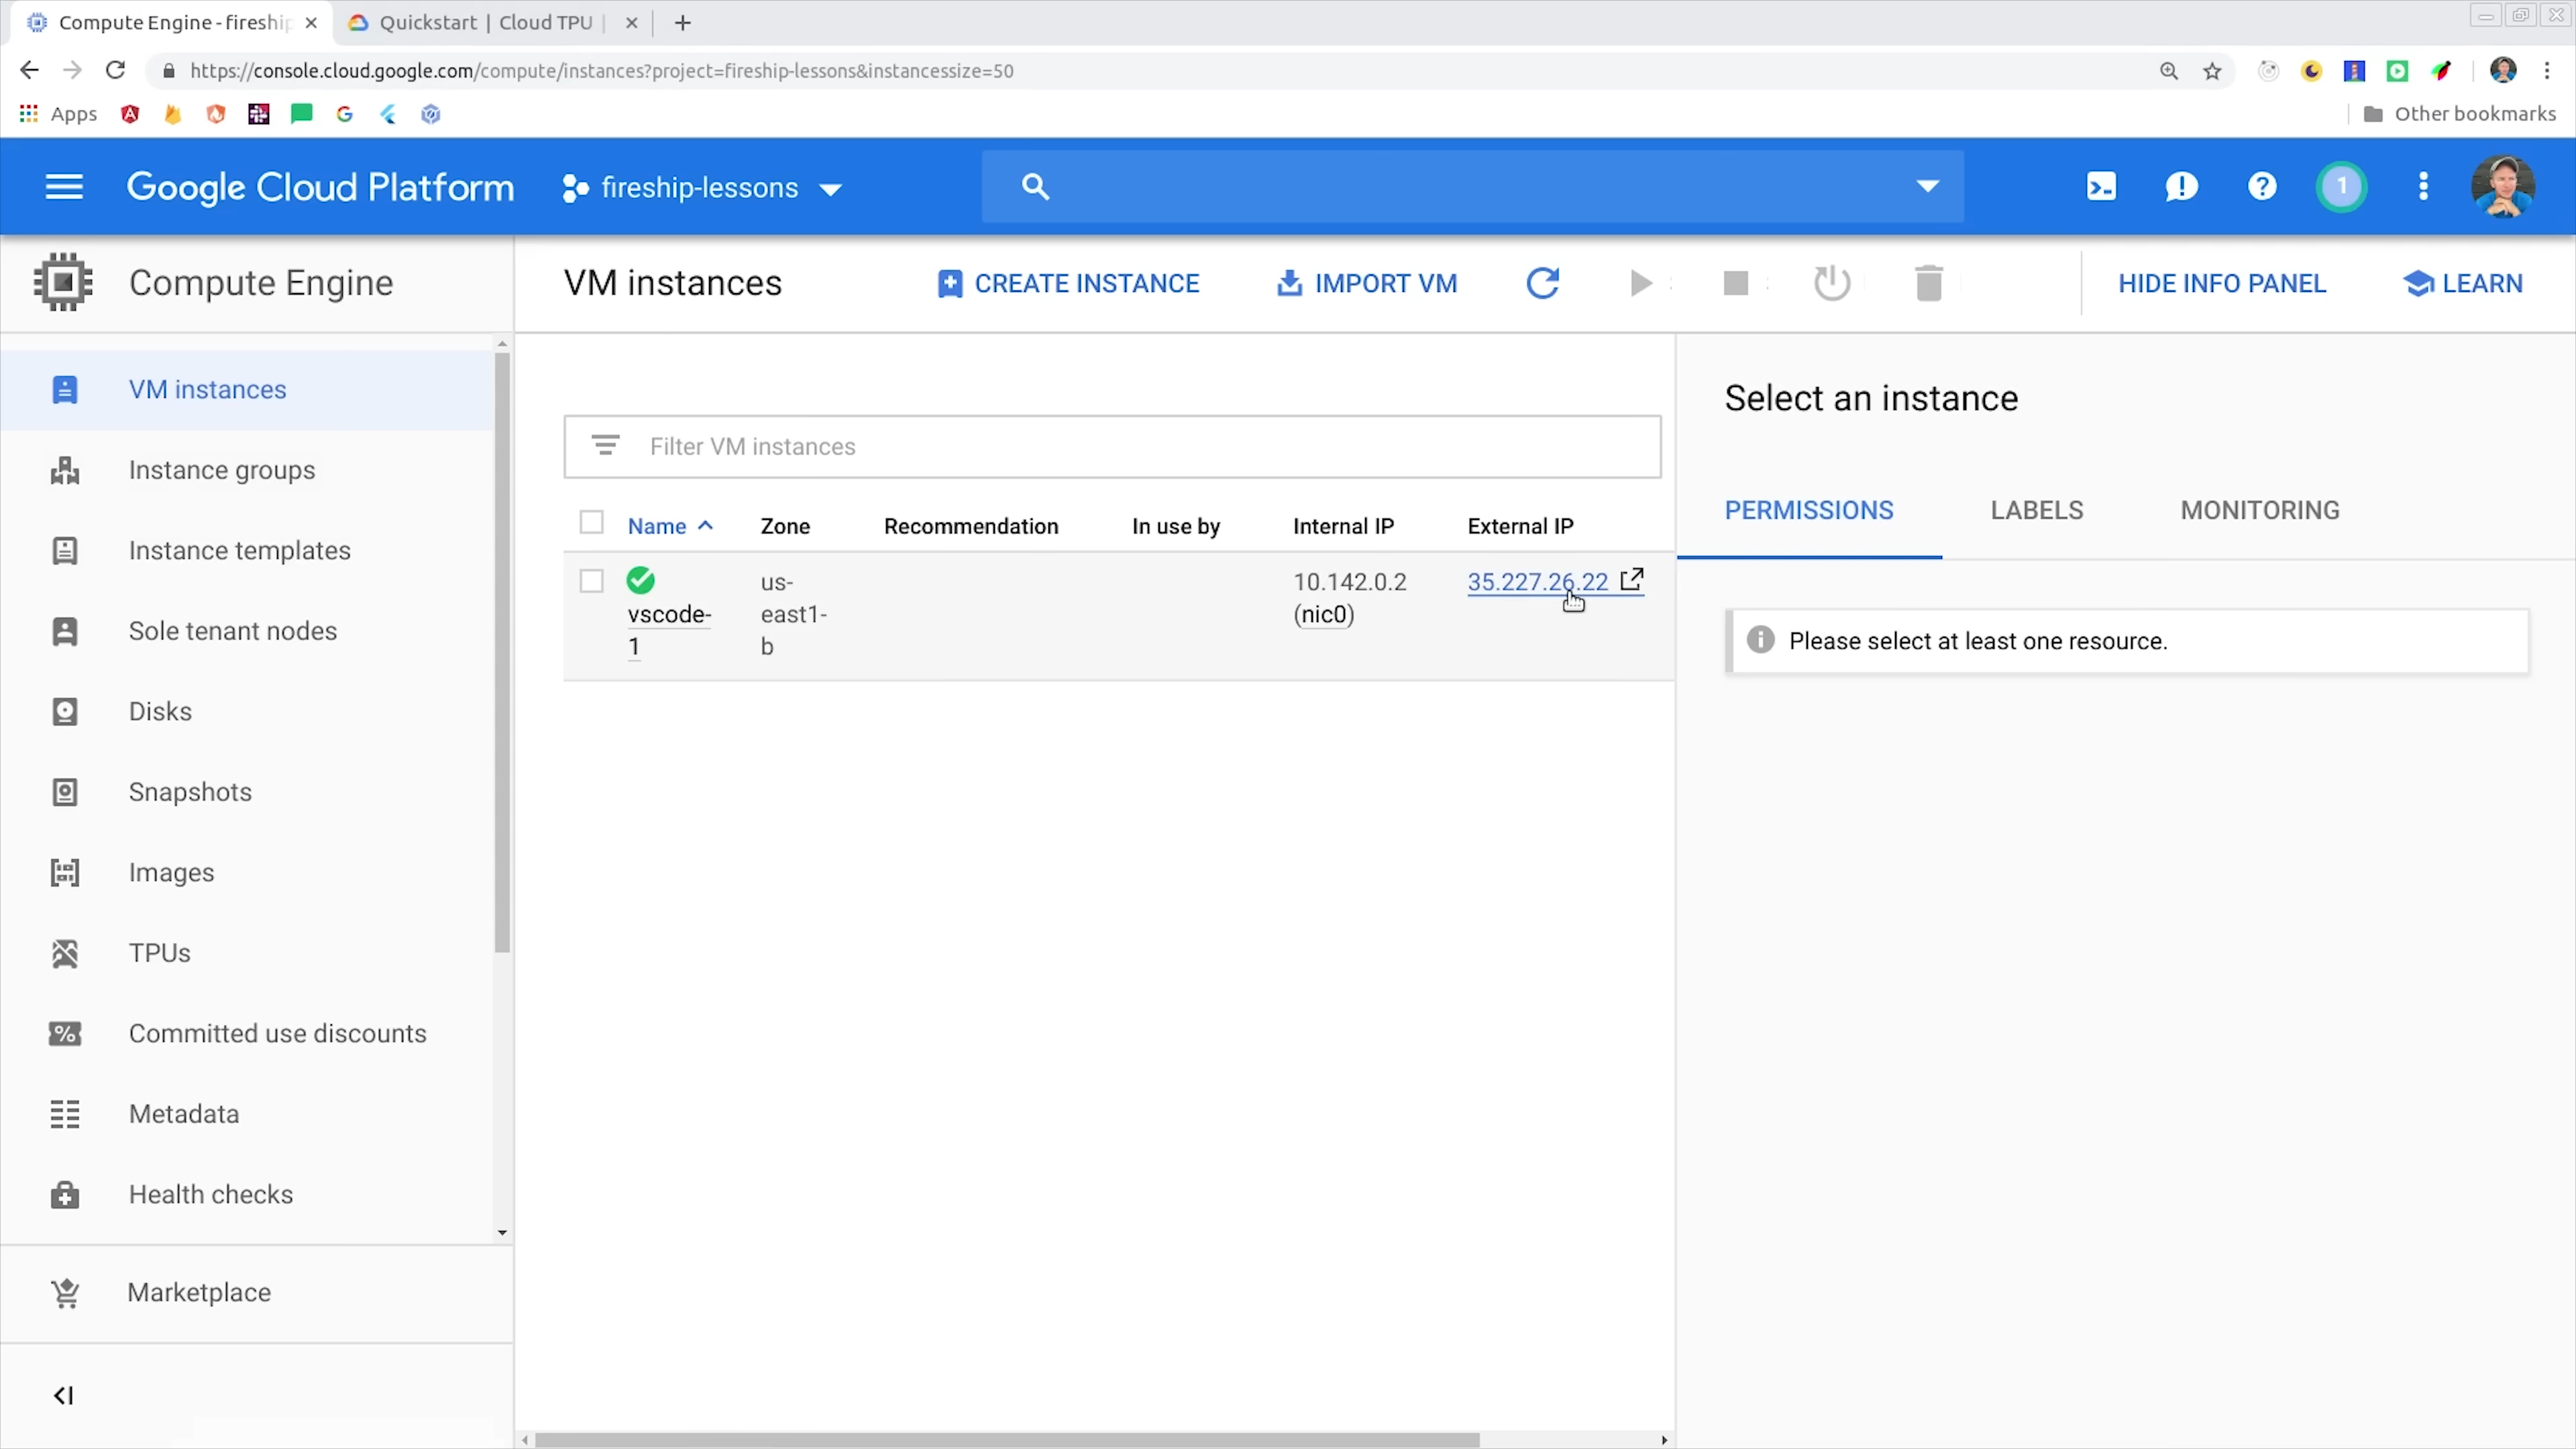 Compute Engine - fireship
Quickstart | Cloud TPU |
https://console.cloud.google.com/compute/instances?project=fireship-lessons&instancessize=50
Apps
Other bookmarks
Google Cloud Platform
fireship-lessons
1
Compute Engine
VM instances
CREATE INSTANCE
IMPORT VM
HIDE INFO PANEL
LEARN
VM instances
Instance groups
Instance templates
Sole tenant nodes
Disks
Snapshots
Images
TPUs
Committed use discounts
Metadata
Health checks
Marketplace
Filter VM instances
Name Zone Recommendation In use by Internal IP External IP
us- 10.142.0.2 35.227.26.22
vscode- east1- (nic0)
1 b
Select an instance
PERMISSIONS LABELS MONITORING
Please select at least one resource.